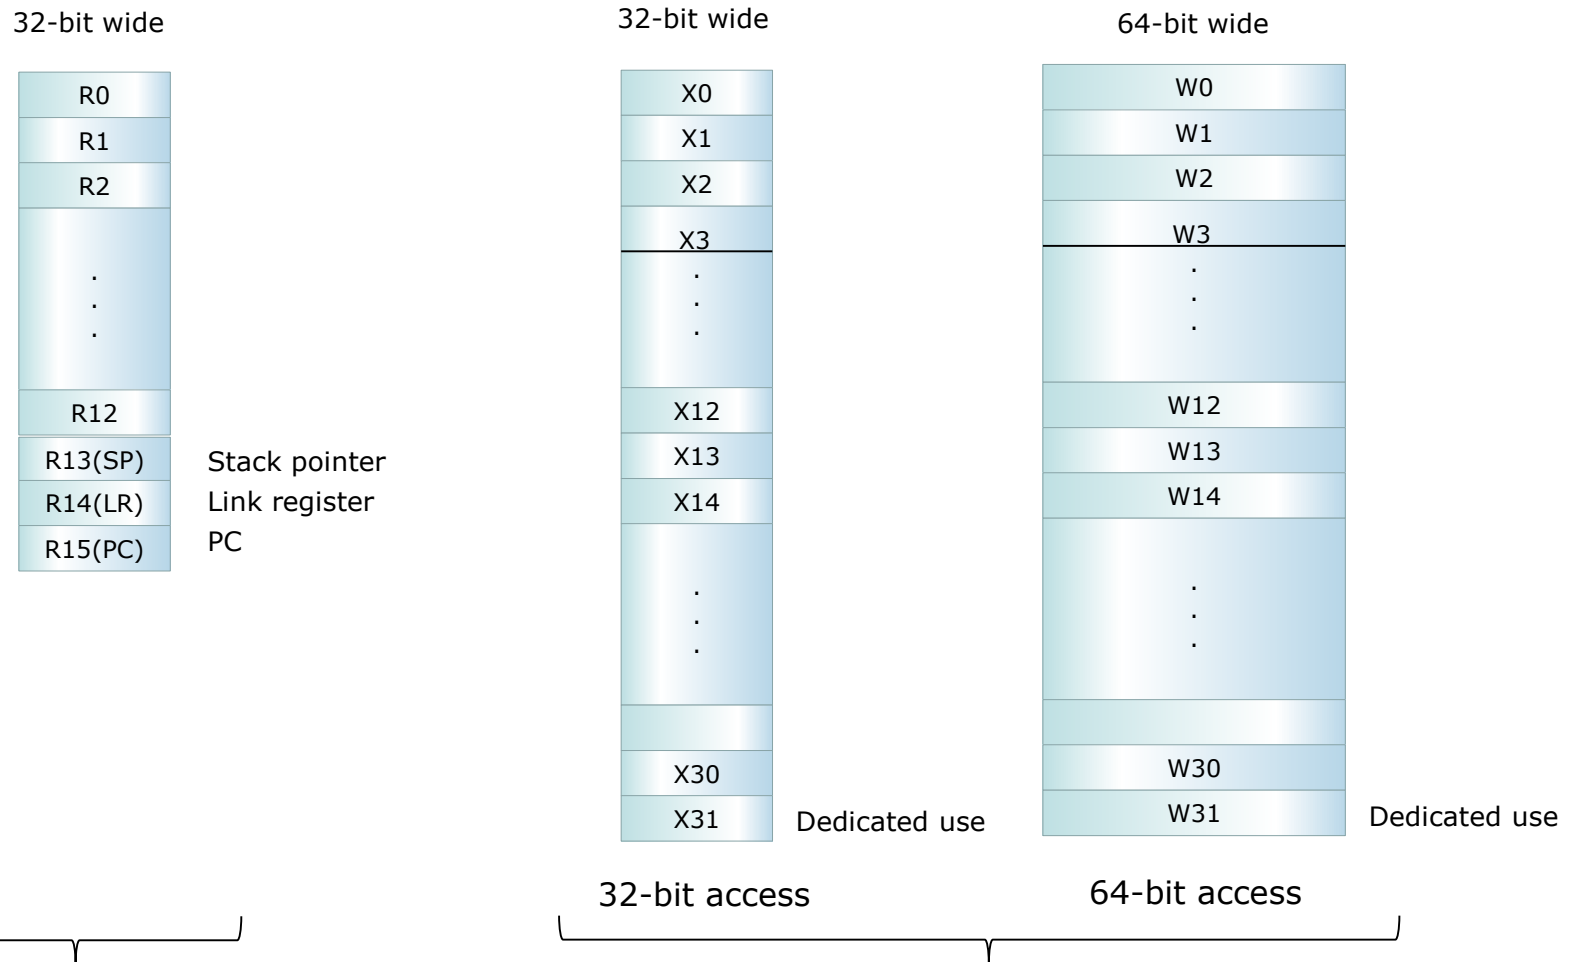 32-bit wide
R0
R1
R2
.
.
.
R12
R13(SP)
R14(LR)
R15(PC)
Stack pointer
Link register
PC
32-bit wide
X0
X1
X2
X3
.
.
.
X12
X13
X14
.
.
.
X30
X31
Dedicated use
32-bit access
64-bit wide
W0
W1
W2
W3
.
.
.
W12
W13
W14
.
.
.
W30
W31
Dedicated use
64-bit access